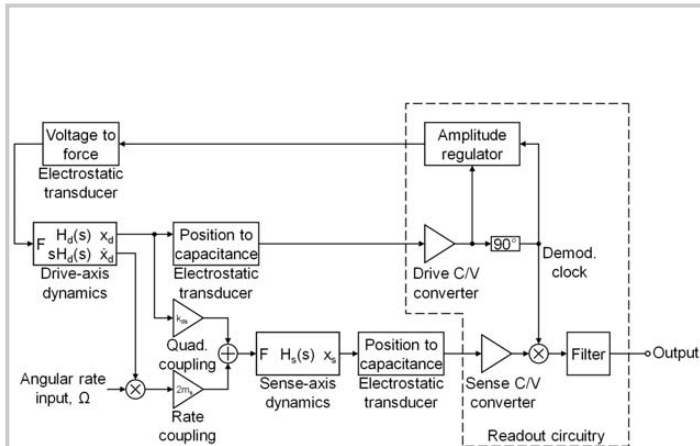 Voltage to
force
Electrostatic
transducer
Amplitude
regulator
F
Hd(s) xd
sHd(s) ẋd
Drive-axis
dynamics
Position to
capacitance
Electrostatic
transducer
Drive C/V
converter
90°
Demod.
clock
kds
Quad.
coupling
Angular rate
input, Ω
2ms
Rate
coupling
F Hs(s) xs
Sense-axis
dynamics
Position to
capacitance
Electrostatic
transducer
Sense C/V
converter
Filter
Output
Readout circuitry